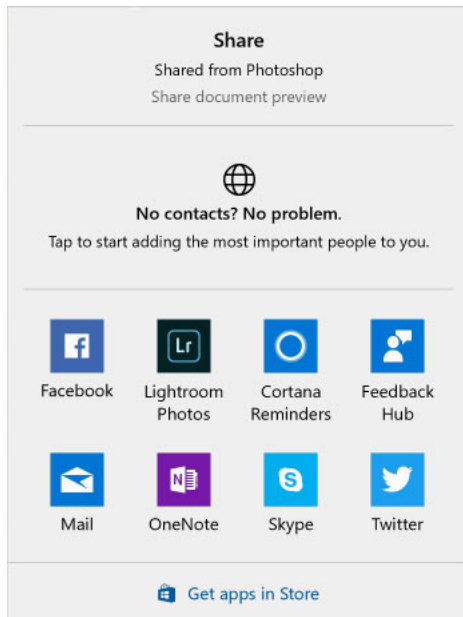 Share
Shared from Photoshop
Share document preview
No contacts? No problem.
Tap to start adding the most important people to you.
Lr
Facebook
Lightroom
Photos
Cortana
Reminders
Feedback
Hub
N
S
Mail
OneNote
Skype
Twitter
Get apps in Store